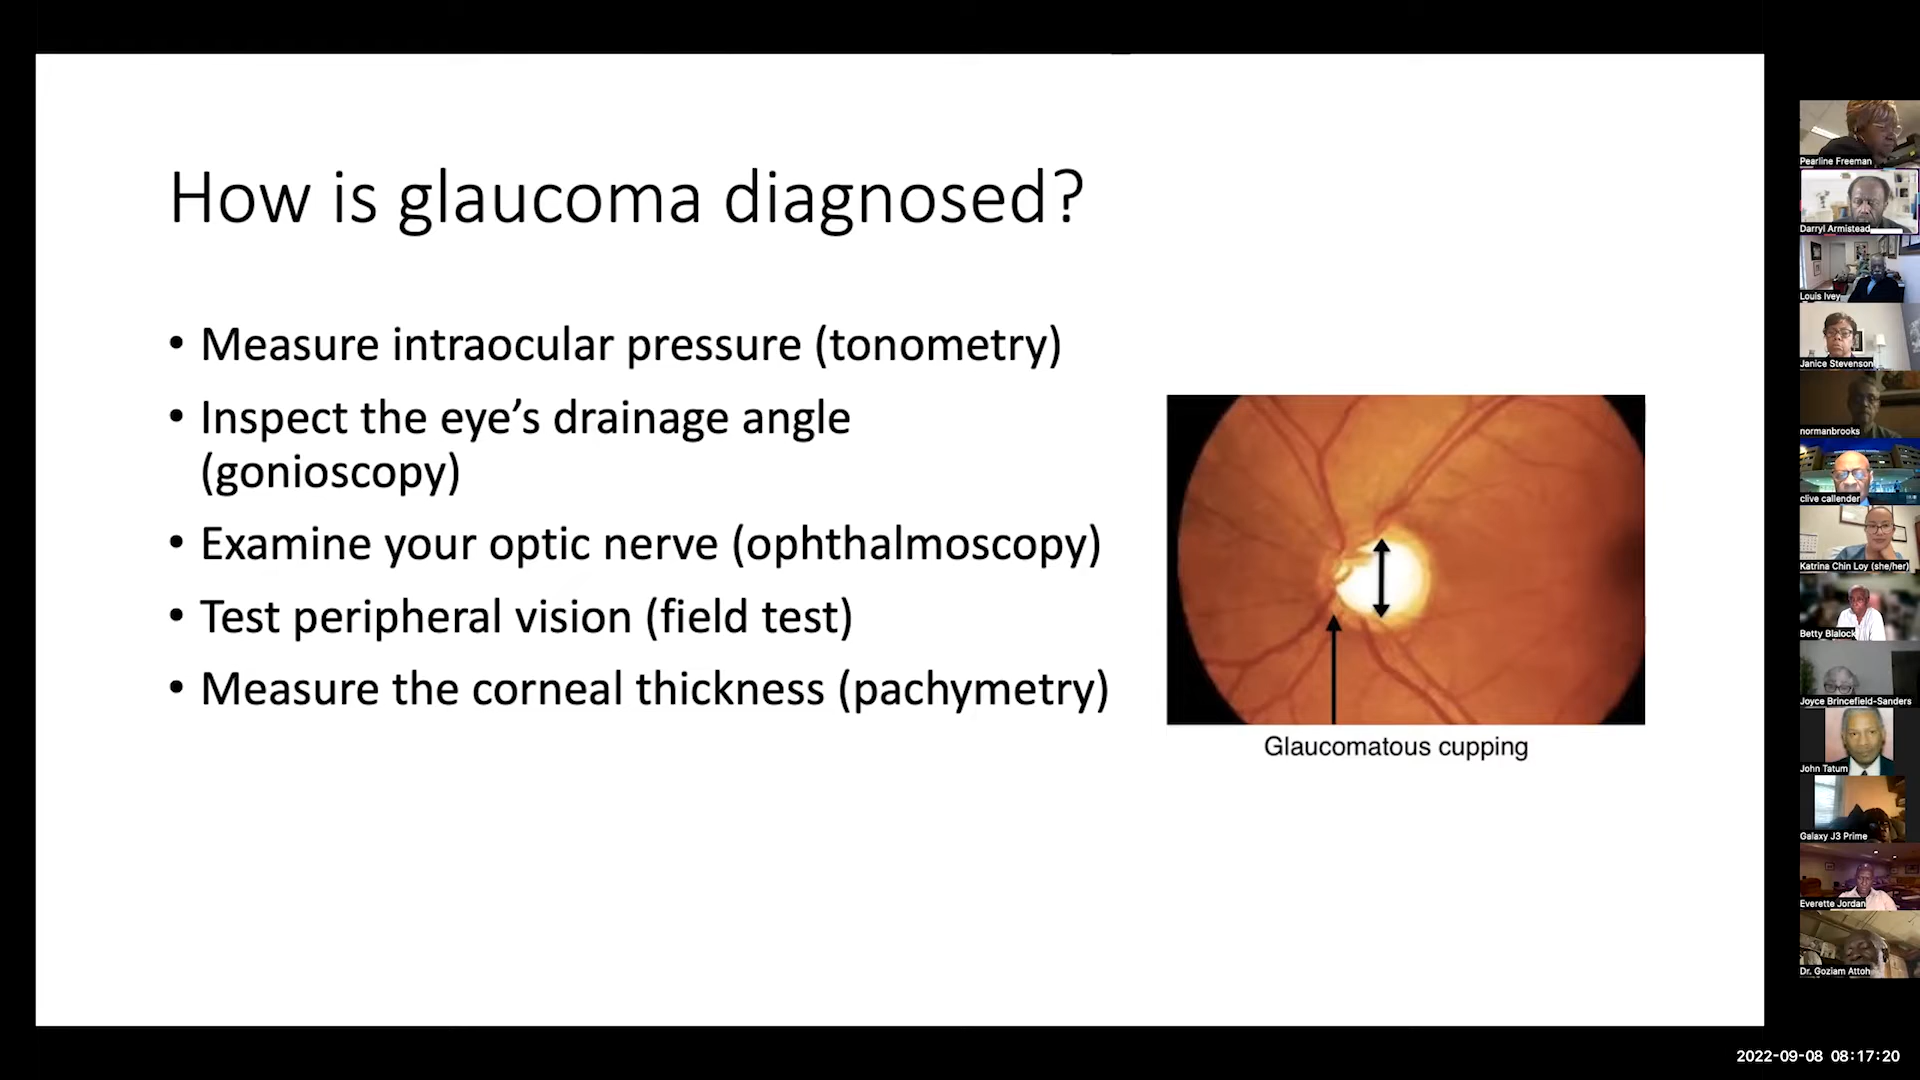 How is glaucoma diagnosed?
• Measure intraocular pressure (tonometry)
• Inspect the eye’s drainage angle
(gonioscopy)
• Examine your optic nerve (ophthalmoscopy)
• Test peripheral vision (field test)
• Measure the corneal thickness (pachymetry)
Glaucomatous cupping
Pearline Freeman
Darryl Armistead
Louis Ivey
Janice Stevenson
normanbrooks
clive callender
Katrina Chin Loy (she/her)
Betty Blalock
Joyce Brincefield-Sanders
John Tatum
Galaxy J3 Prime
Everette Jordan
Dr. Goziam Attoh
2022-09-08 08:17:20